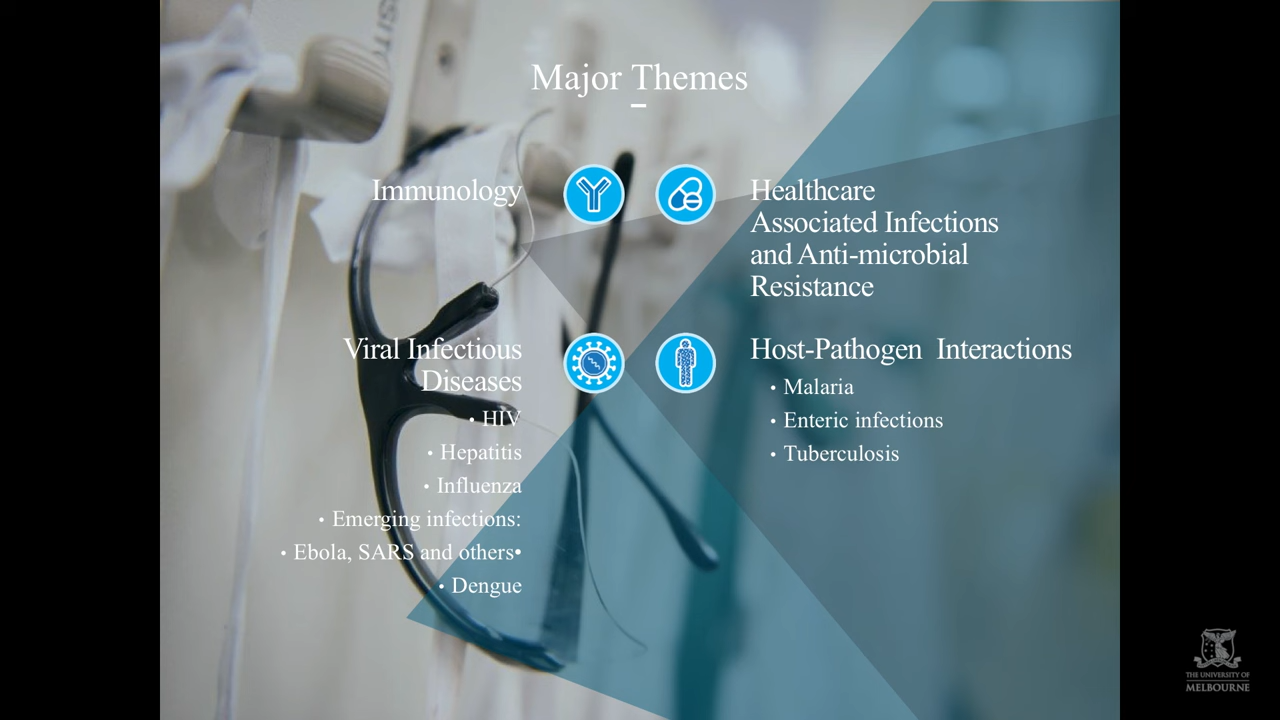 Major Themes
Immunology
Healthcare
Associated Infections
and Anti-microbial
Resistance
Viral Infectious
Diseases
• HIV
• Hepatitis
• Influenza
• Emerging infections:
• Ebola, SARS and others•
• Dengue
Host-Pathogen Interactions
• Malaria
• Enteric infections
• Tuberculosis
THE UNIVERSITY OF
MELBOURNE